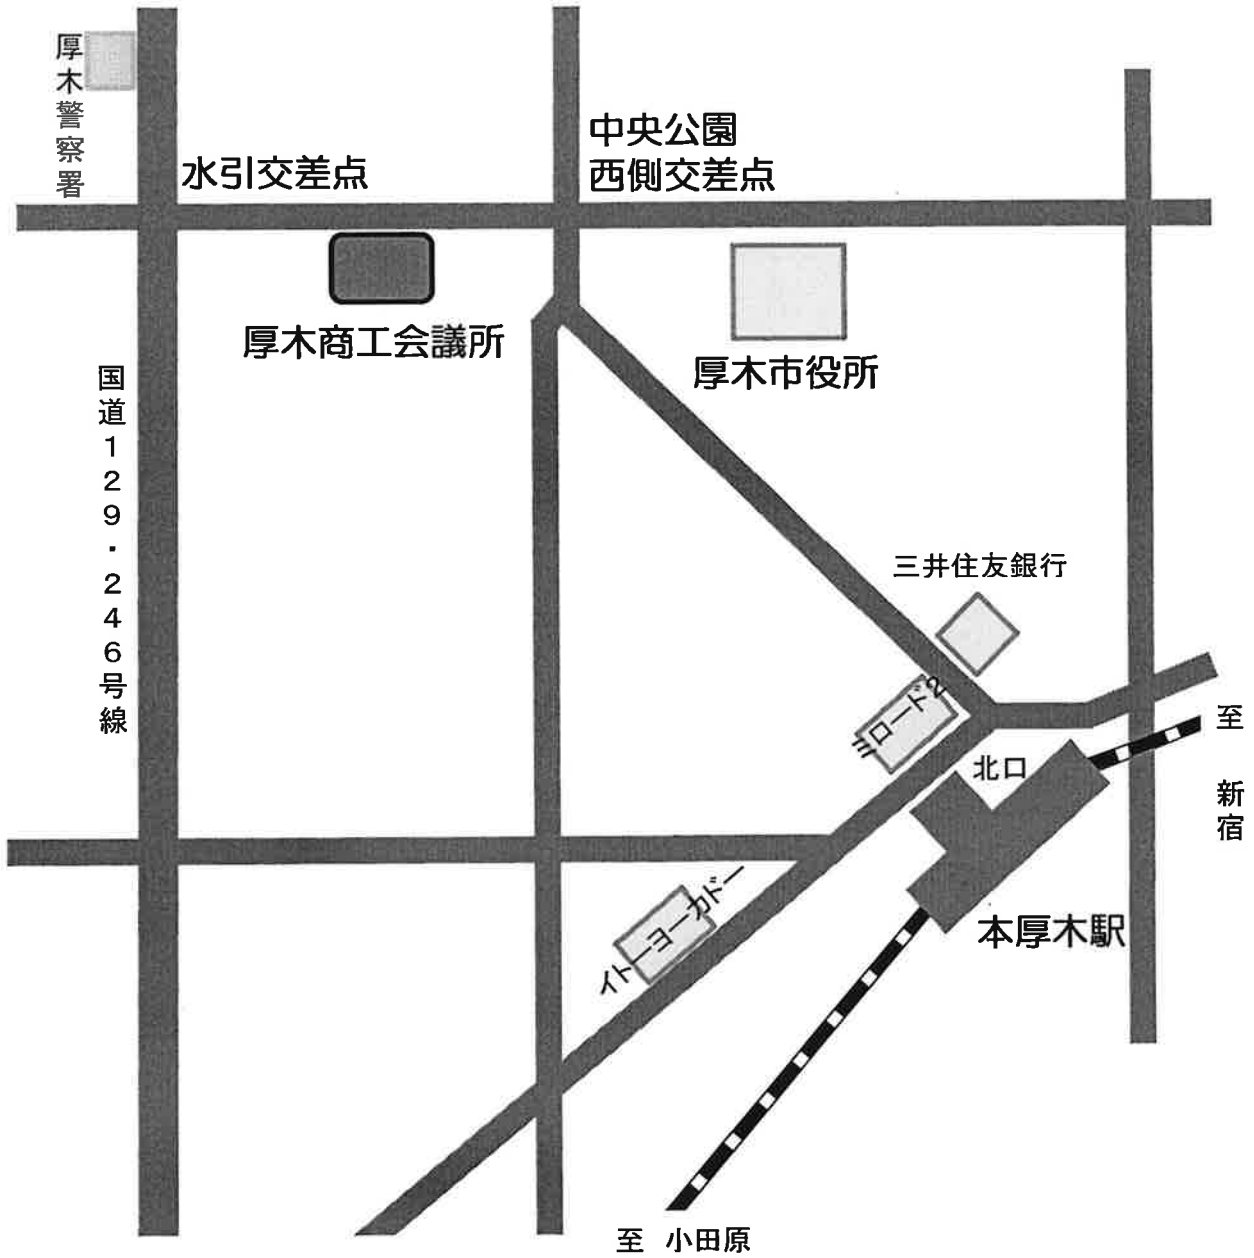 厚木警察署
中央公園
西側交差点
水引交差点
厚木商工会議所
厚木市役所
国道129・246号線
三井住友銀行
ミロード2
北口
至 新宿
本厚木駅
イトーヨーカドー
至 小田原